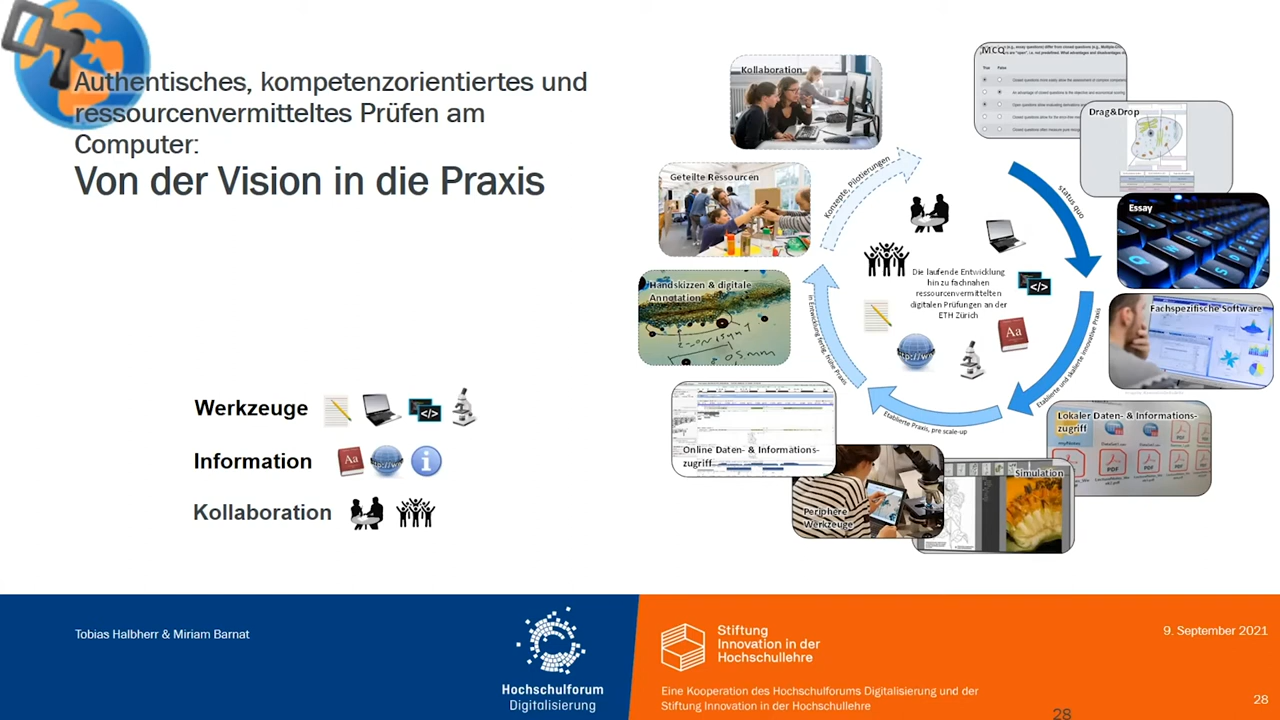 Authentisches, kompetenzorientiertes und
ressourcenvermitteltes Prüfen am
Computer:
Von der Vision in die Praxis
Werkzeuge
Information
Kollaboration
Kollaboration
Geteilte Ressourcen
Handskizzen & digitale
Annotation
Online Daten- & Informations-
zugriff
Periphere
Werkzeuge
Simulation
Lokaler Daten- & Informations-
zugriff
Fachspezifische Software
Essay
Drag&Drop
MCQ
True False
status quo
Etablierte und skalierte innovative Praxis
Etablierte Praxis, pre scale-up
in Entwicklung fertig, frühe Praxis
Konzepte, Pilotierungen
Die laufende Entwicklung
hin zu fachnahen
ressourcenvermittelten
digitalen Prüfungen an der
ETH Zürich
</>
Aa
Aa
</>
Tobias Halbherr & Miriam Barnat
Hochschulforum
Digitalisierung
Stiftung
Innovation in der
Hochschullehre
Eine Kooperation des Hochschulforums Digitalisierung und der
Stiftung Innovation in der Hochschullehre
9. September 2021
28
28